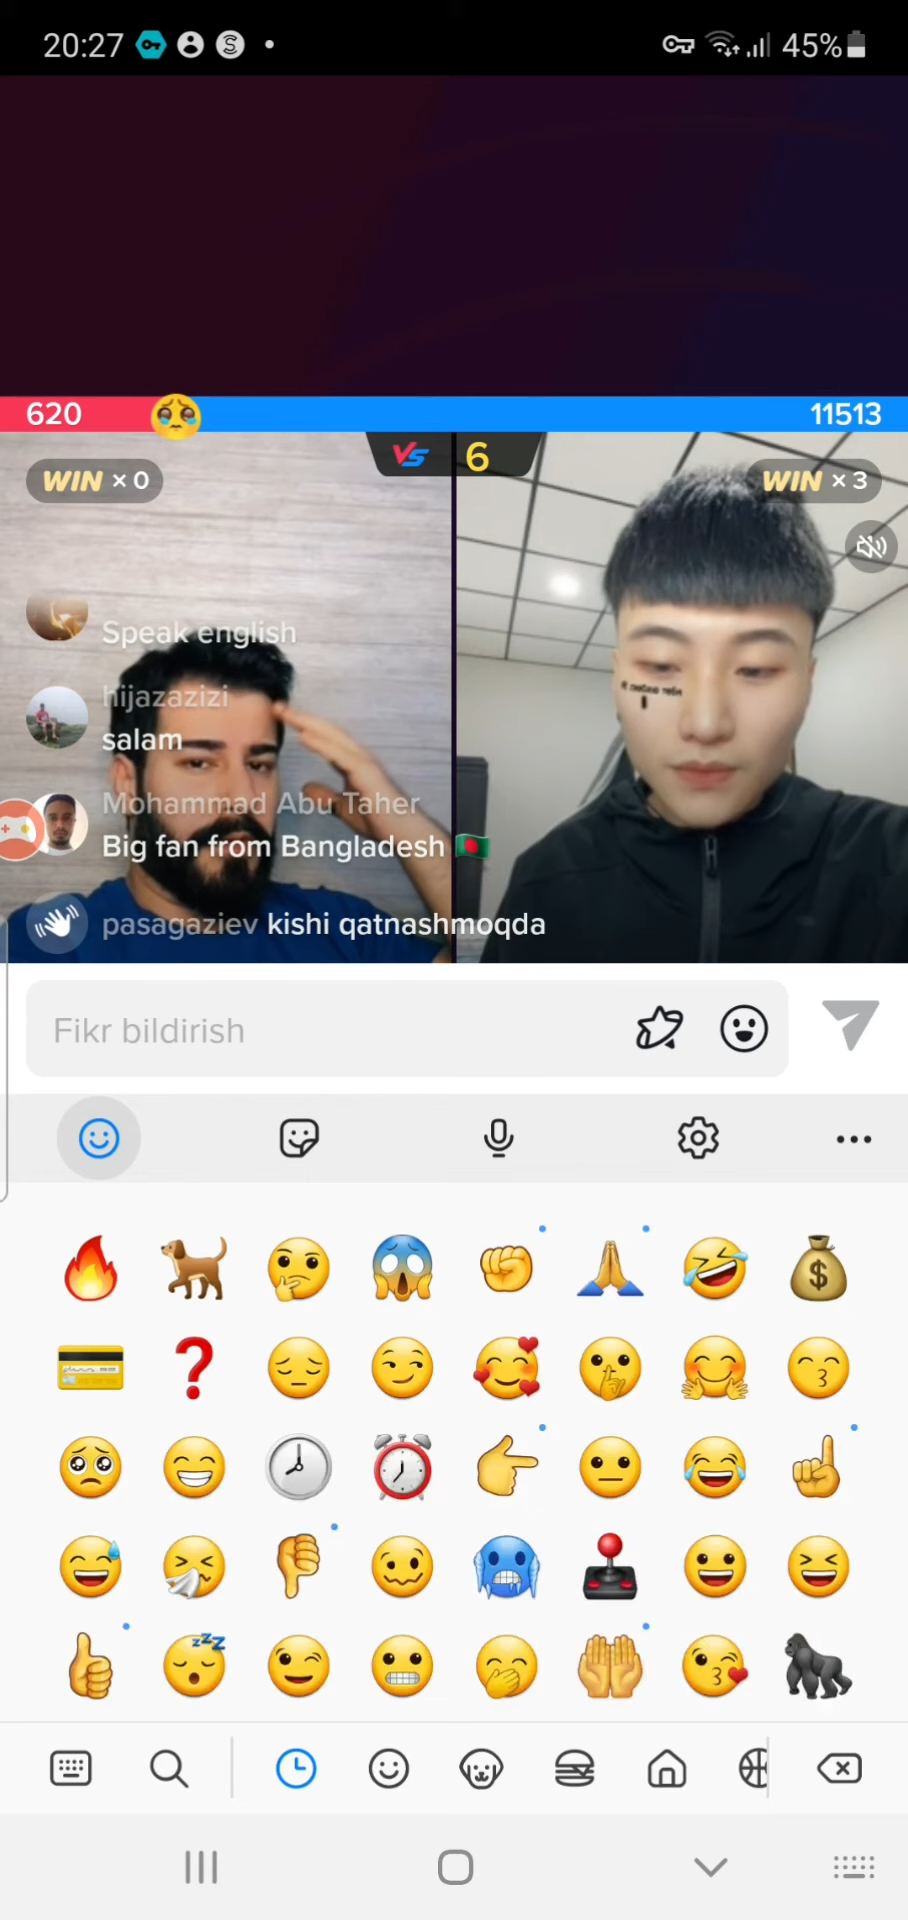 20:27
45%
620
11513
VS 6
WIN × 0
WIN × 3
Speak english
hijazazizi
salam
Mohammad Abu Taher
Big fan from Bangladesh 🇧🇩
pasagaziev kishi qatnashmoqda
Fikr bildirish